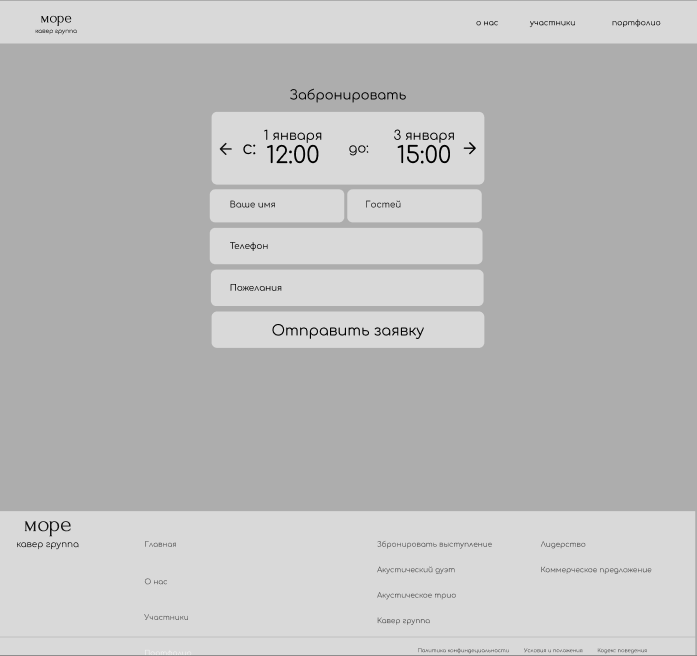 море
кавер группа
о нас участники портфолио
Забронировать
1 января 3 января
← с: 12:00 до: 15:00 →
Ваше имя Гостей
Телефон
Пожелания
Отправить заявку
море
кавер группа
Главная Збронировать выступление Лидерство
Акустический дуэт Коммерческое предложение
О нас
Акустическое трио
Участники Кавер группа
Портфолио Политика конфиндециальности Условия и положения Кодекс поведения